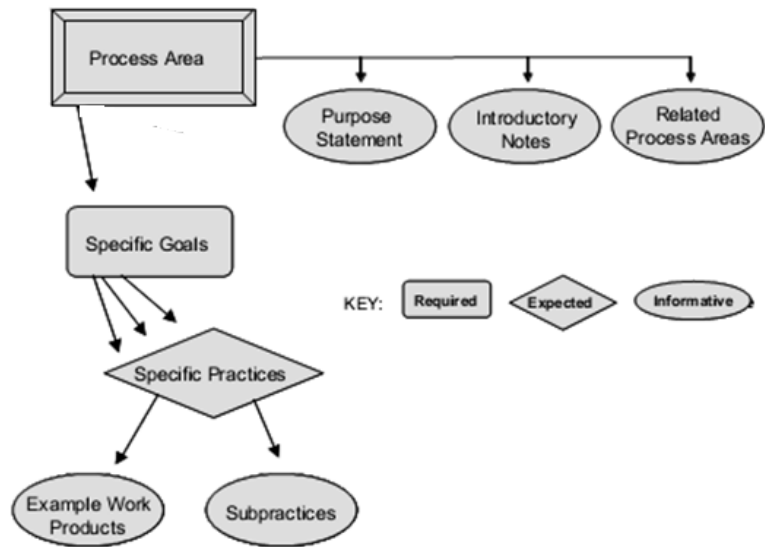 Process Area
Purpose
Statement
Introductory
Notes
Related
Process Areas
Specific Goals
KEY:
Required
Expected
Informative
Specific Practices
Example Work
Products
Subpractices